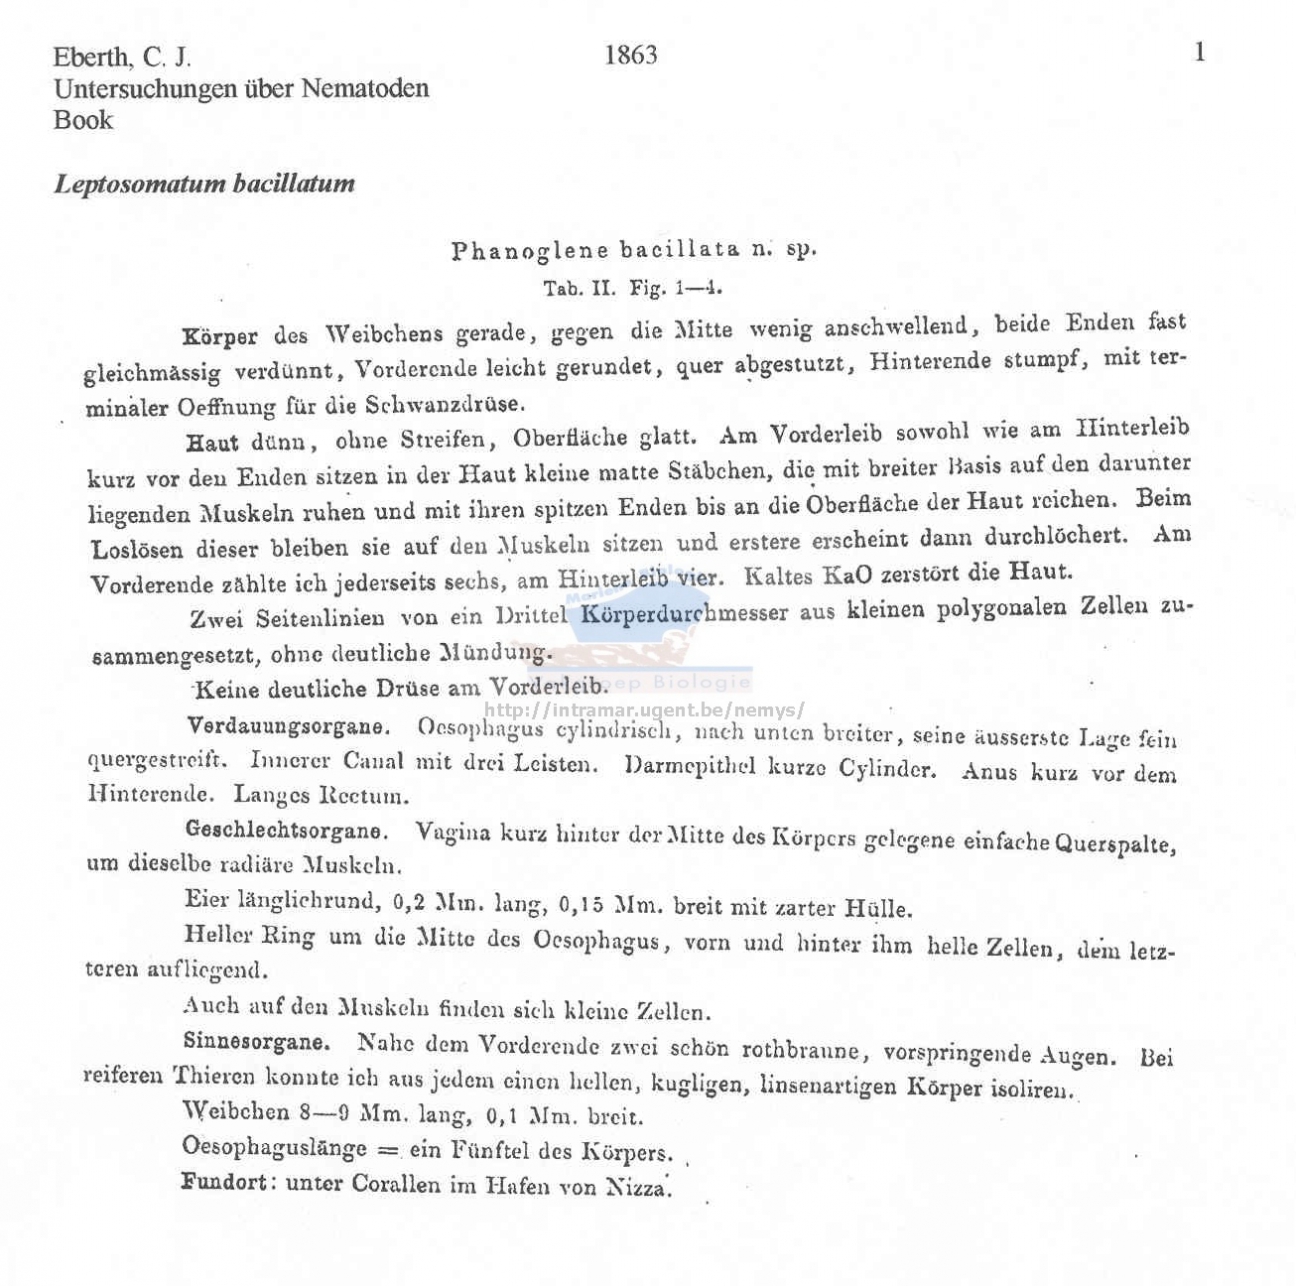 Eberth, C. J.
1863
1
Untersuchungen über Nematoden
Book
Leptosomatum bacillatum
Phanoglene bacillata n. sp.
Tab. II. Fig. 1—4.
Körper des Weibchens gerade, gegen die Mitte wenig anschwellend, beide Enden fast
gleichmässig verdünnt, Vorderende leicht gerundet, quer abgestutzt, Hinterende stumpf, mit ter-
minaler Oeffnung für die Schwanzdrüse.
Haut dünn, ohne Streifen, Oberfläche glatt. Am Vorderleib sowohl wie am Hinterleib
kurz vor den Enden sitzen in der Haut kleine matte Stäbchen, die mit breiter Basis auf den darunter
liegenden Muskeln ruhen und mit ihren spitzen Enden bis an die Oberfläche der Haut reichen. Beim
Loslösen dieser bleiben sie auf den Muskeln sitzen und erstere erscheint dann durchlöchert. Am
Vorderende zählte ich jederseits sechs, am Hinterleib vier. Kaltes KaO zerstört die Haut.
Zwei Seitenlinien von ein Drittel Körperdurchmesser aus kleinen polygonalen Zellen zu-
sammengesetzt, ohne deutliche Mündung.
Keine deutliche Drüse am Vorderleib.
Biologie
http://intramar.ugent.be/nemys/
Verdauungsorgane. Oesophagus cylindrisch, nach unten breiter, seine äusserste Lage fein
quergestreift. Innerer Canal mit drei Leisten. Darmepithel kurze Cylinder. Anus kurz vor dem
Hinterende. Langes Rectum.
Geschlechtsorgane. Vagina kurz hinter der Mitte des Körpers gelegene einfache Querspalte,
um dieselbe radiäre Muskeln.
Eier länglichrund, 0,2 Mm. lang, 0,15 Mm. breit mit zarter Hülle.
Heller Ring um die Mitte des Oesophagus, vorn und hinter ihm helle Zellen, dem letz-
teren aufliegend.
Auch auf den Muskeln finden sich kleine Zellen.
Sinnesorgane. Nahe dem Vorderende zwei schön rothbraune, vorspringende Augen. Bei
reiferen Thieren konnte ich aus jedem einen hellen, kugligen, linsenartigen Körper isoliren.
Weibchen 8—9 Mm. lang, 0,1 Mm. breit.
Oesophaguslänge = ein Fünftel des Körpers.
Fundort: unter Corallen im Hafen von Nizza.